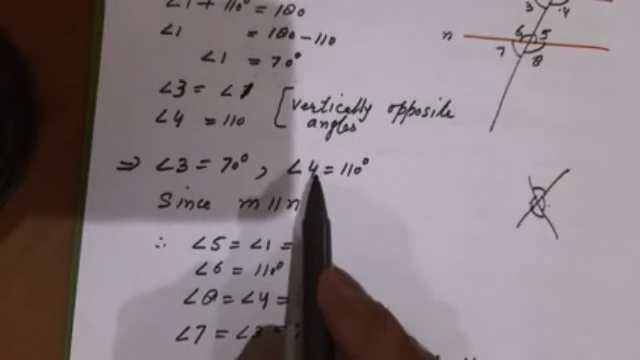 ∠1 + 110° = 180
∠1 = 180 - 110
∠1 = 70°
∠3 = ∠1
∠4 = 110
vertically opposite angles
⇒ ∠3 = 70°, ∠4 = 110°
Since m || n
∴ ∠5 = ∠1 =
∠6 = 110°
∠8 = ∠4 =
∠7 = ∠3 =
3 4
n 6 5
7 8